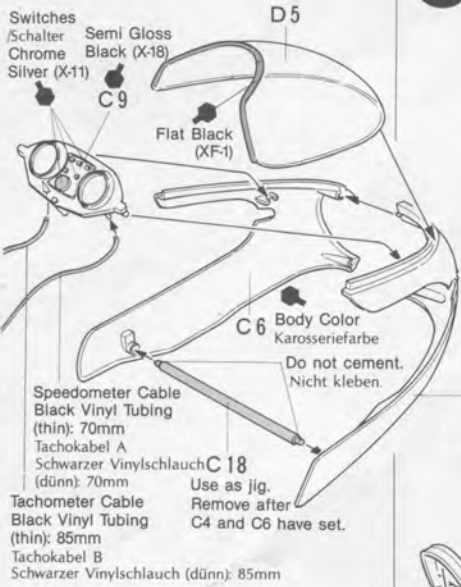 Switches
/Schalter
Chrome
Silver (X-11)
Semi Gloss
Black (X-18)
C9
D5
Flat Black
(XF-1)
C6
Body Color
Karosseriefarbe
Do not cement.
Nicht kleben.
Speedometer Cable
Black Vinyl Tubing
(thin): 70mm
Tachokabel A
Schwarzer Vinylschlauch
(dünn): 70mm
C18
Use as jig.
Remove after
C4 and C6 have set.
Tachometer Cable
Black Vinyl Tubing
(thin): 85mm
Tachokabel B
Schwarzer Vinylschlauch (dünn): 85mm